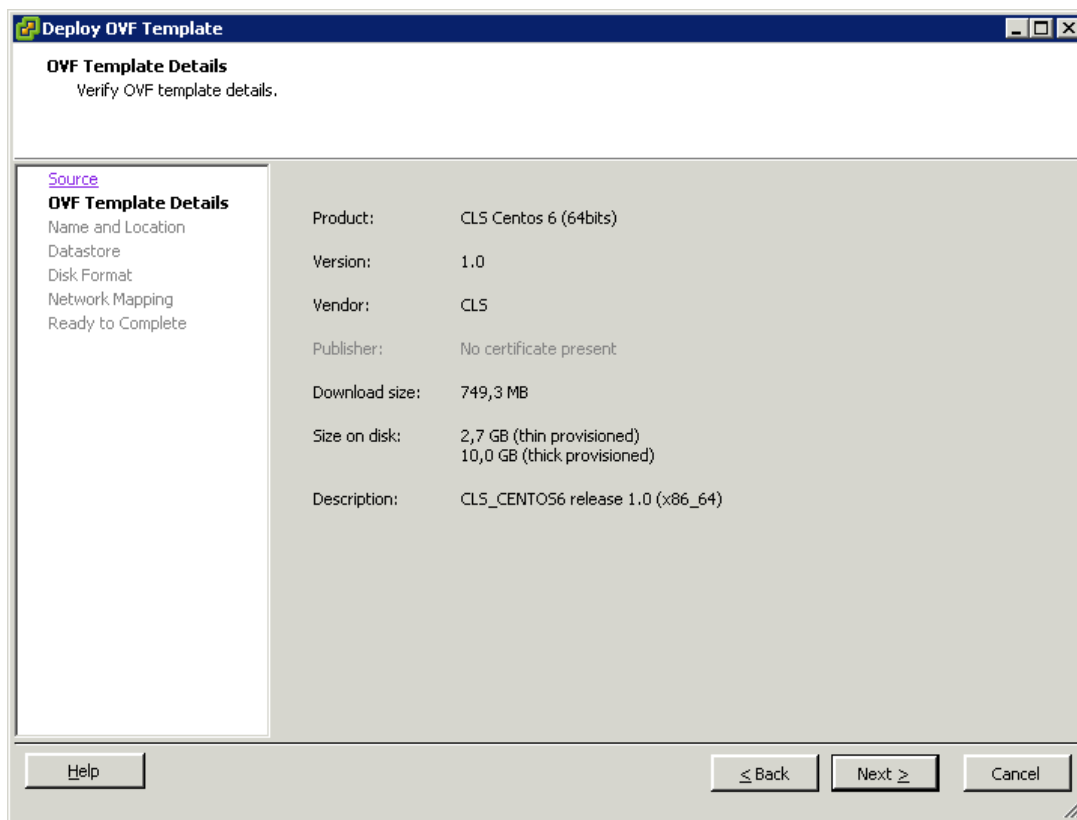 Deploy OVF Template
OVF Template Details
Verify OVF template details.
Source
OVF Template Details
Name and Location
Datastore
Disk Format
Network Mapping
Ready to Complete
Product: CLS Centos 6 (64bits)
Version: 1.0
Vendor: CLS
Publisher: No certificate present
Download size: 749,3 MB
Size on disk: 2,7 GB (thin provisioned)
10,0 GB (thick provisioned)
Description: CLS_CENTOS6 release 1.0 (x86_64)
Help
< Back
Next >
Cancel